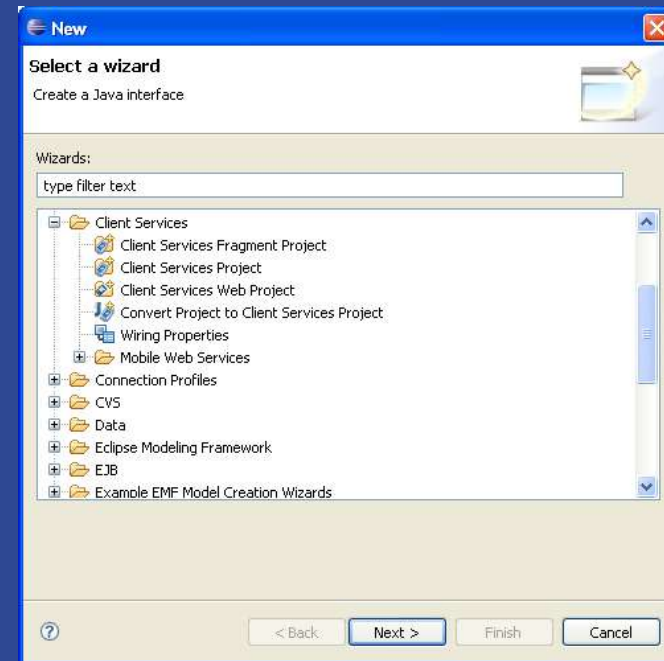 New
Select a wizard
Create a Java interface
Wizards:
type filter text
Client Services
Client Services Fragment Project
Client Services Project
Client Services Web Project
Convert Project to Client Services Project
Wiring Properties
Mobile Web Services
Connection Profiles
CVS
Data
Eclipse Modeling Framework
EJB
Example EMF Model Creation Wizards
? < Back Next > Finish Cancel